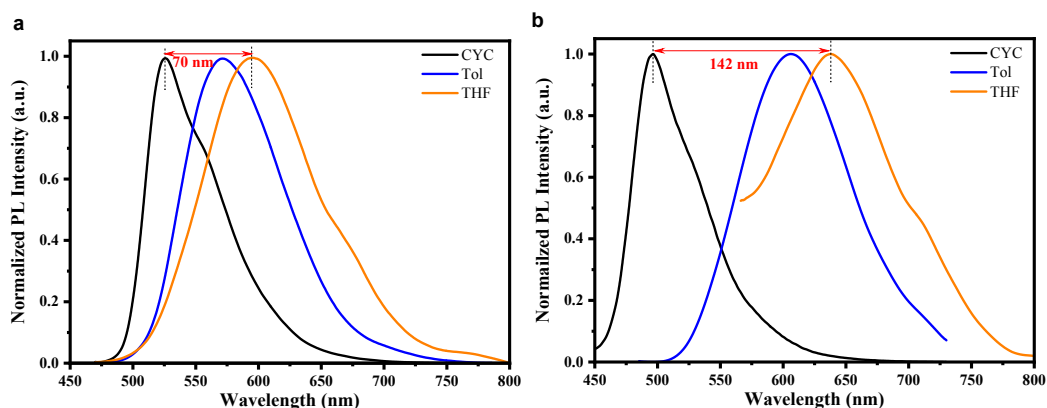 a
70 nm
CYC
Tol
THF
Normalized PL Intensity (a.u.)
1.0
0.8
0.6
0.4
0.2
0.0
450 500 550 600 650 700 750 800
Wavelength (nm)
b
142 nm
CYC
Tol
THF
Normailzed PL Intensity (a.u.)
1.0
0.8
0.6
0.4
0.2
0.0
450 500 550 600 650 700 750 800
Wavelength (nm)